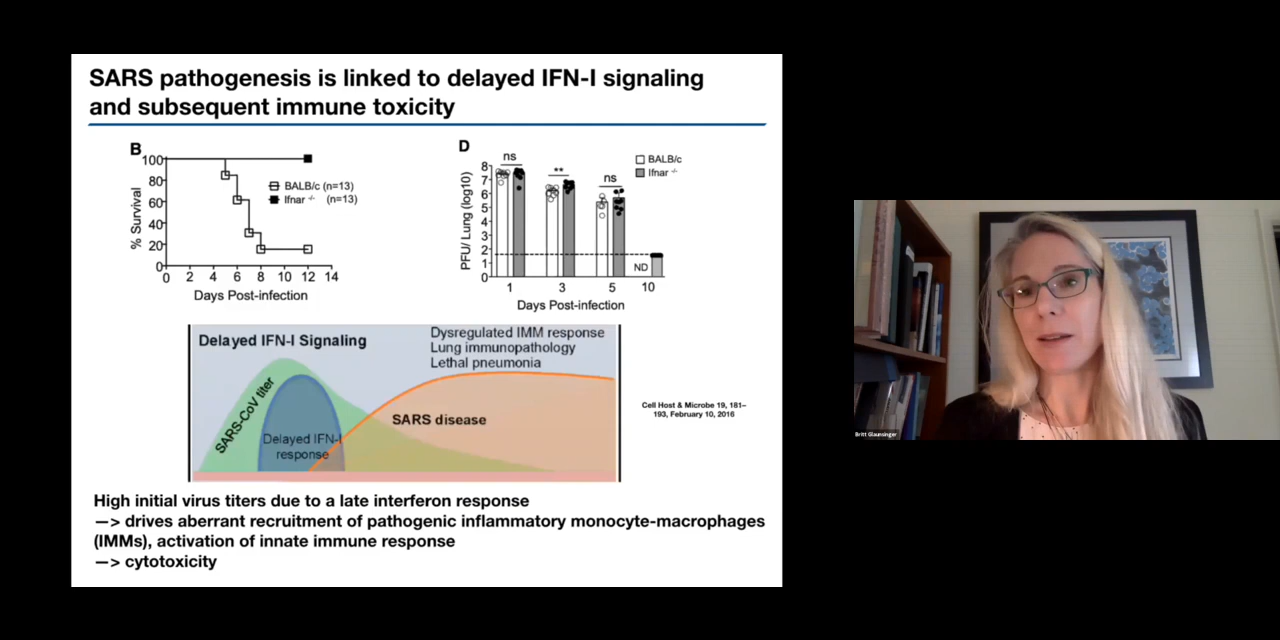 SARS pathogenesis is linked to delayed IFN-I signaling
and subsequent immune toxicity
B
100
80
60
40
20
0
% Survival
BALB/c (n=13)
Ifnar -/- (n=13)
0 2 4 6 8 10 12 14
Days Post-infection
D
8
7
6
5
4
3
2
1
0
PFU/ Lung (log10)
ns
**
ns
ND
BALB/c
Ifnar -/-
1 3 5 10
Days Post-infection
Delayed IFN-I Signaling
Dysregulated IMM response
Lung immunopathology
Lethal pneumonia
SARS-CoV titer
Delayed IFN-I
response
SARS disease
Cell Host & Microbe 19, 181–
193, February 10, 2016
High initial virus titers due to a late interferon response
—> drives aberrant recruitment of pathogenic inflammatory monocyte-macrophages
(IMMs), activation of innate immune response
—> cytotoxicity
Britt Glaunsinger